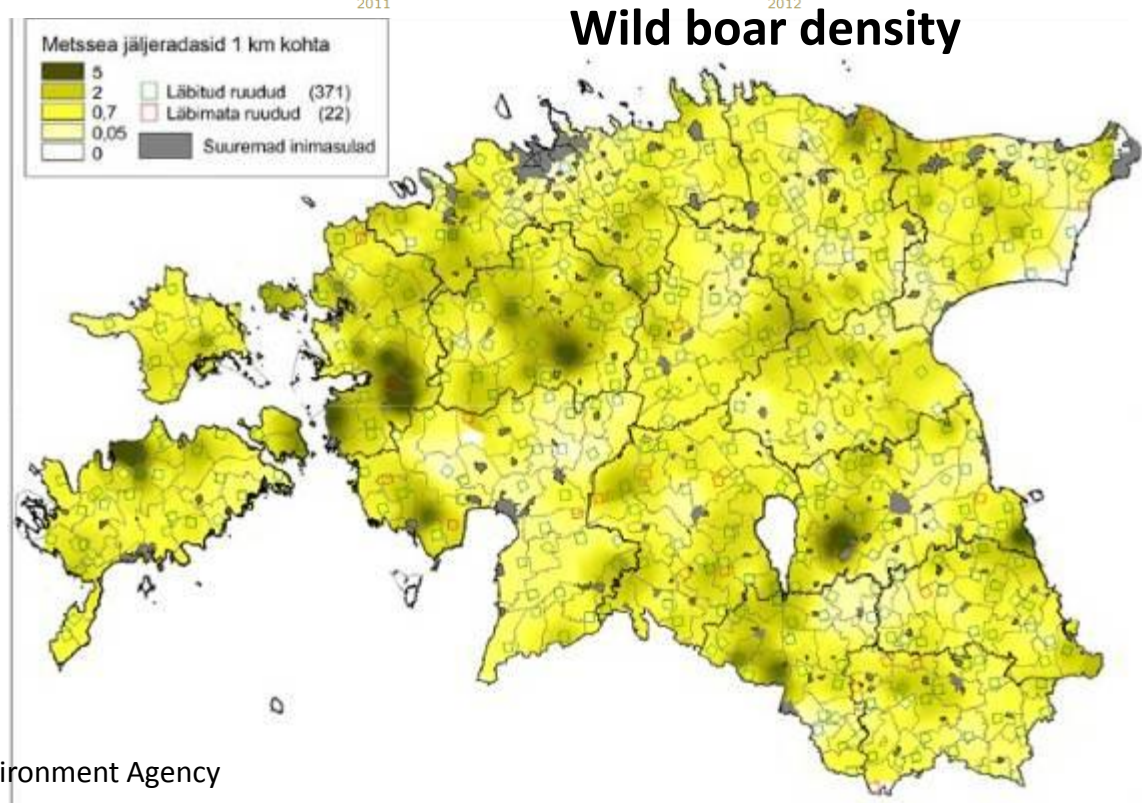 2011 2012
Wild boar density
Metssea jäljeradasid 1 km kohta
5
2
0,7
0,05
0
Läbitud ruudud (371)
Läbimata ruudud (22)
Suuremad inimasulad
ironment Agency